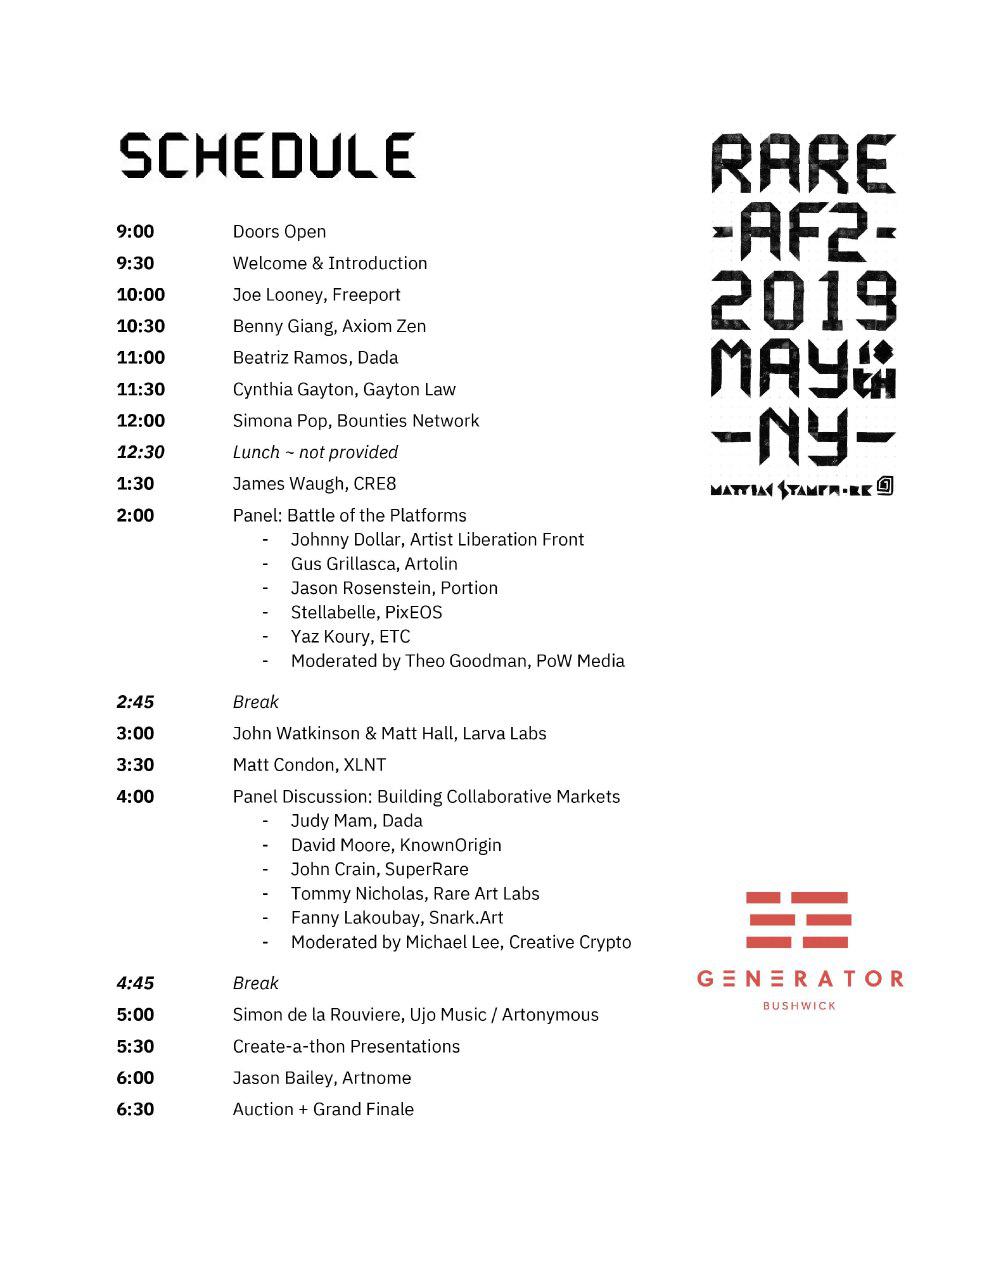 SCHEDULE
9:00 Doors Open
9:30 Welcome & Introduction
10:00 Joe Looney, Freeport
10:30 Benny Giang, Axiom Zen
11:00 Beatriz Ramos, Dada
11:30 Cynthia Gayton, Gayton Law
12:00 Simona Pop, Bounties Network
12:30 Lunch ~ not provided
1:30 James Waugh, CRE8
2:00 Panel: Battle of the Platforms
- Johnny Dollar, Artist Liberation Front
- Gus Grillasca, Artolin
- Jason Rosenstein, Portion
- Stellabelle, PixEOS
- Yaz Koury, ETC
- Moderated by Theo Goodman, PoW Media
2:45 Break
3:00 John Watkinson & Matt Hall, Larva Labs
3:30 Matt Condon, XLNT
4:00 Panel Discussion: Building Collaborative Markets
- Judy Mam, Dada
- David Moore, KnownOrigin
- John Crain, SuperRare
- Tommy Nicholas, Rare Art Labs
- Fanny Lakoubay, Snark.Art
- Moderated by Michael Lee, Creative Crypto
4:45 Break
5:00 Simon de la Rouviere, Ujo Music / Artonymous
5:30 Create-a-thon Presentations
6:00 Jason Bailey, Artnome
6:30 Auction + Grand Finale
RARE
-AF2-
2019
MAY 18th
-NY-
GENERATOR
BUSHWICK